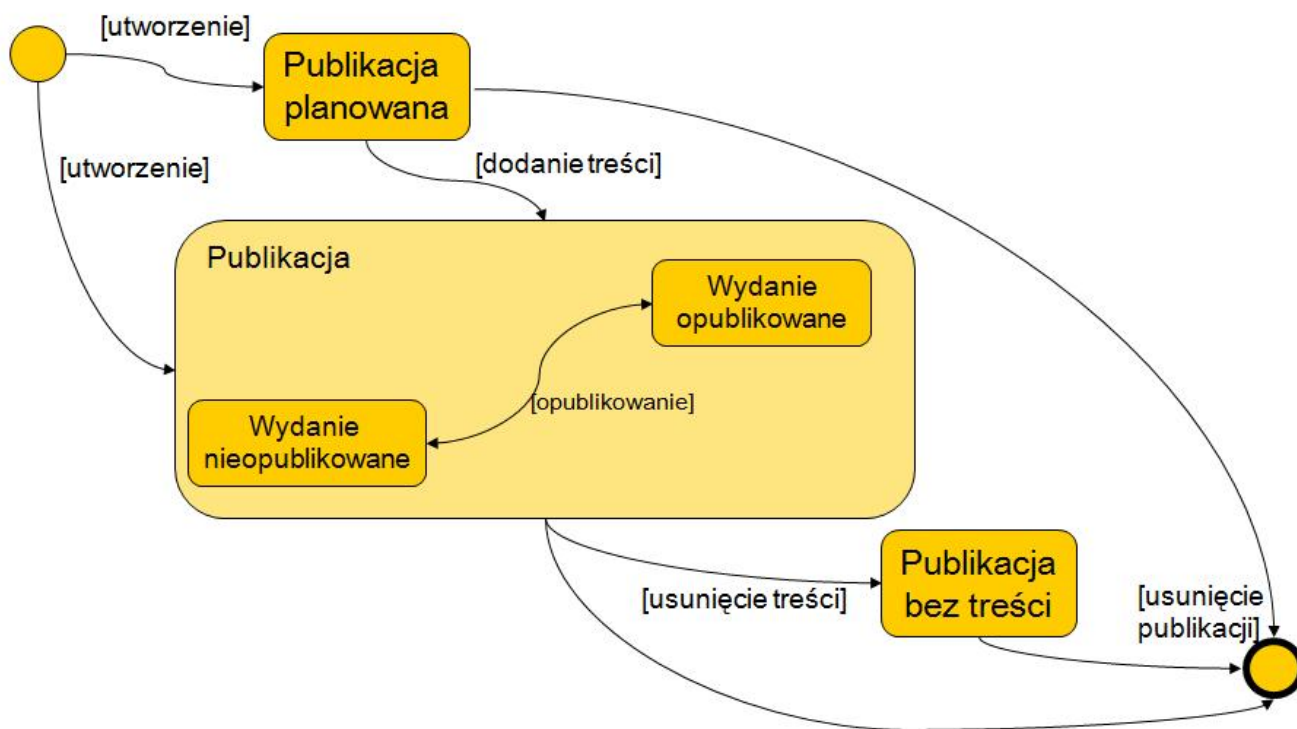 [utworzenie]
Publikacja
planowana
[utworzenie]
[dodanie treści]
Publikacja
Wydanie
opublikowane
[opublikowanie]
Wydanie
nieopublikowane
Publikacja
bez treści
[usunięcie treści]
[usunięcie
publikacji]